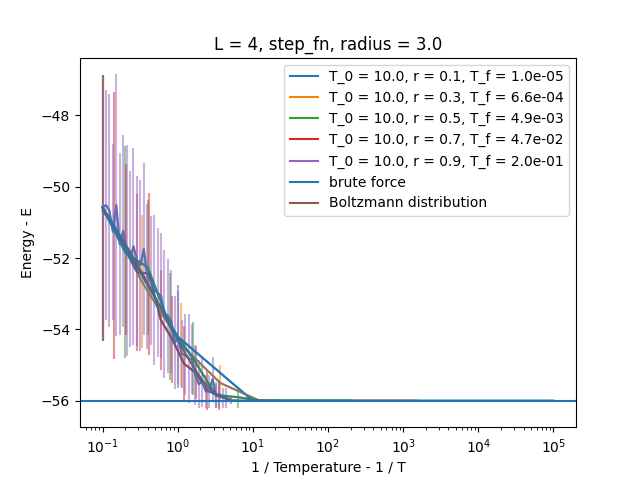 L = 4, step_fn, radius = 3.0
T_0 = 10.0, r = 0.1, T_f = 1.0e-05
T_0 = 10.0, r = 0.3, T_f = 6.6e-04
T_0 = 10.0, r = 0.5, T_f = 4.9e-03
T_0 = 10.0, r = 0.7, T_f = 4.7e-02
T_0 = 10.0, r = 0.9, T_f = 2.0e-01
brute force
Boltzmann distribution
Energy - E
−48
−50
−52
−54
−56
10⁻¹ 10⁰ 10¹ 10² 10³ 10⁴ 10⁵
1 / Temperature - 1 / T